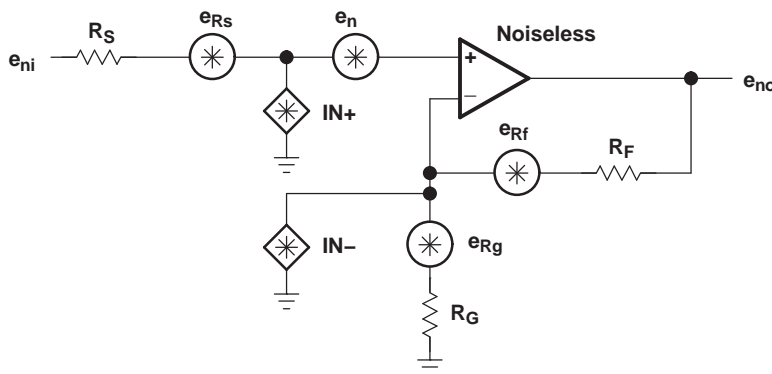 e_ni
R_S
e_Rs
e_n
Noiseless
+
−
e_no
IN+
e_Rf
R_F
IN−
e_Rg
R_G